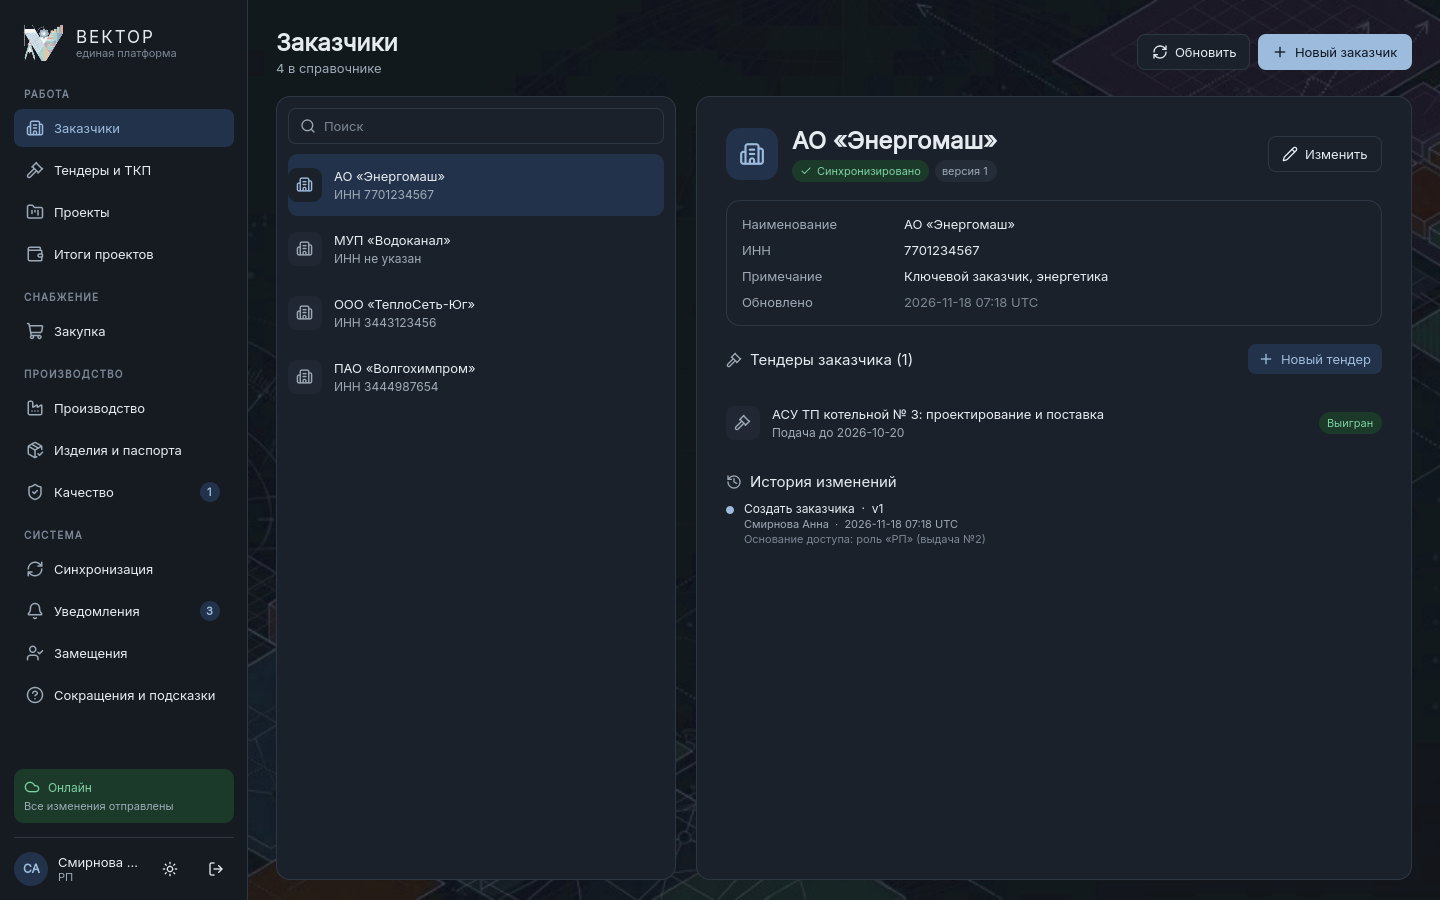 ВЕКТОР
единая платформа
РАБОТА
Заказчики
Тендеры и ТКП
Проекты
Итоги проектов
СНАБЖЕНИЕ
Закупка
ПРОИЗВОДСТВО
Производство
Изделия и паспорта
Качество 1
СИСТЕМА
Синхронизация
Уведомления 3
Замещения
Сокращения и подсказки
Онлайн
Все изменения отправлены
СА
Смирнова ...
РП
Заказчики
4 в справочнике
Обновить
Новый заказчик
Поиск
АО «Энергомаш»
ИНН 7701234567
МУП «Водоканал»
ИНН не указан
ООО «ТеплоСеть-Юг»
ИНН 3443123456
ПАО «Волгохимпром»
ИНН 3444987654
АО «Энергомаш»
Синхронизировано версия 1
Изменить
Наименование АО «Энергомаш»
ИНН 7701234567
Примечание Ключевой заказчик, энергетика
Обновлено 2026-11-18 07:18 UTC
Тендеры заказчика (1)
Новый тендер
АСУ ТП котельной № 3: проектирование и поставка
Подача до 2026-10-20
Выигран
История изменений
Создать заказчика · v1
Смирнова Анна · 2026-11-18 07:18 UTC
Основание доступа: роль «РП» (выдача №2)